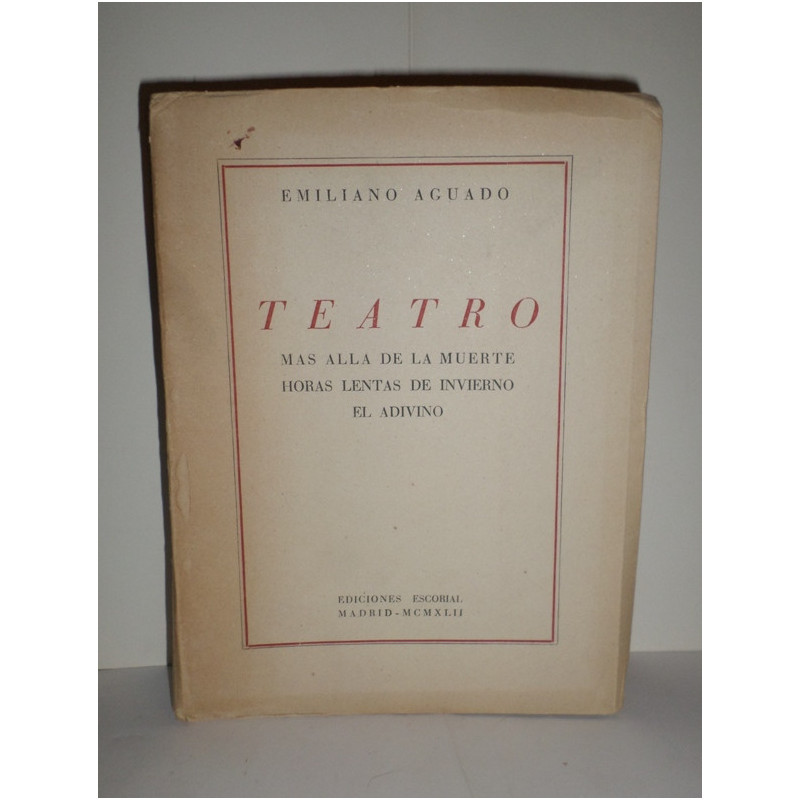 EMILIANO AGUADO
TEATRO
MAS ALLA DE LA MUERTE
HORAS LENTAS DE INVIERNO
EL ADIVINO
EDICIONES ESCORIAL
MADRID - MCMXLII